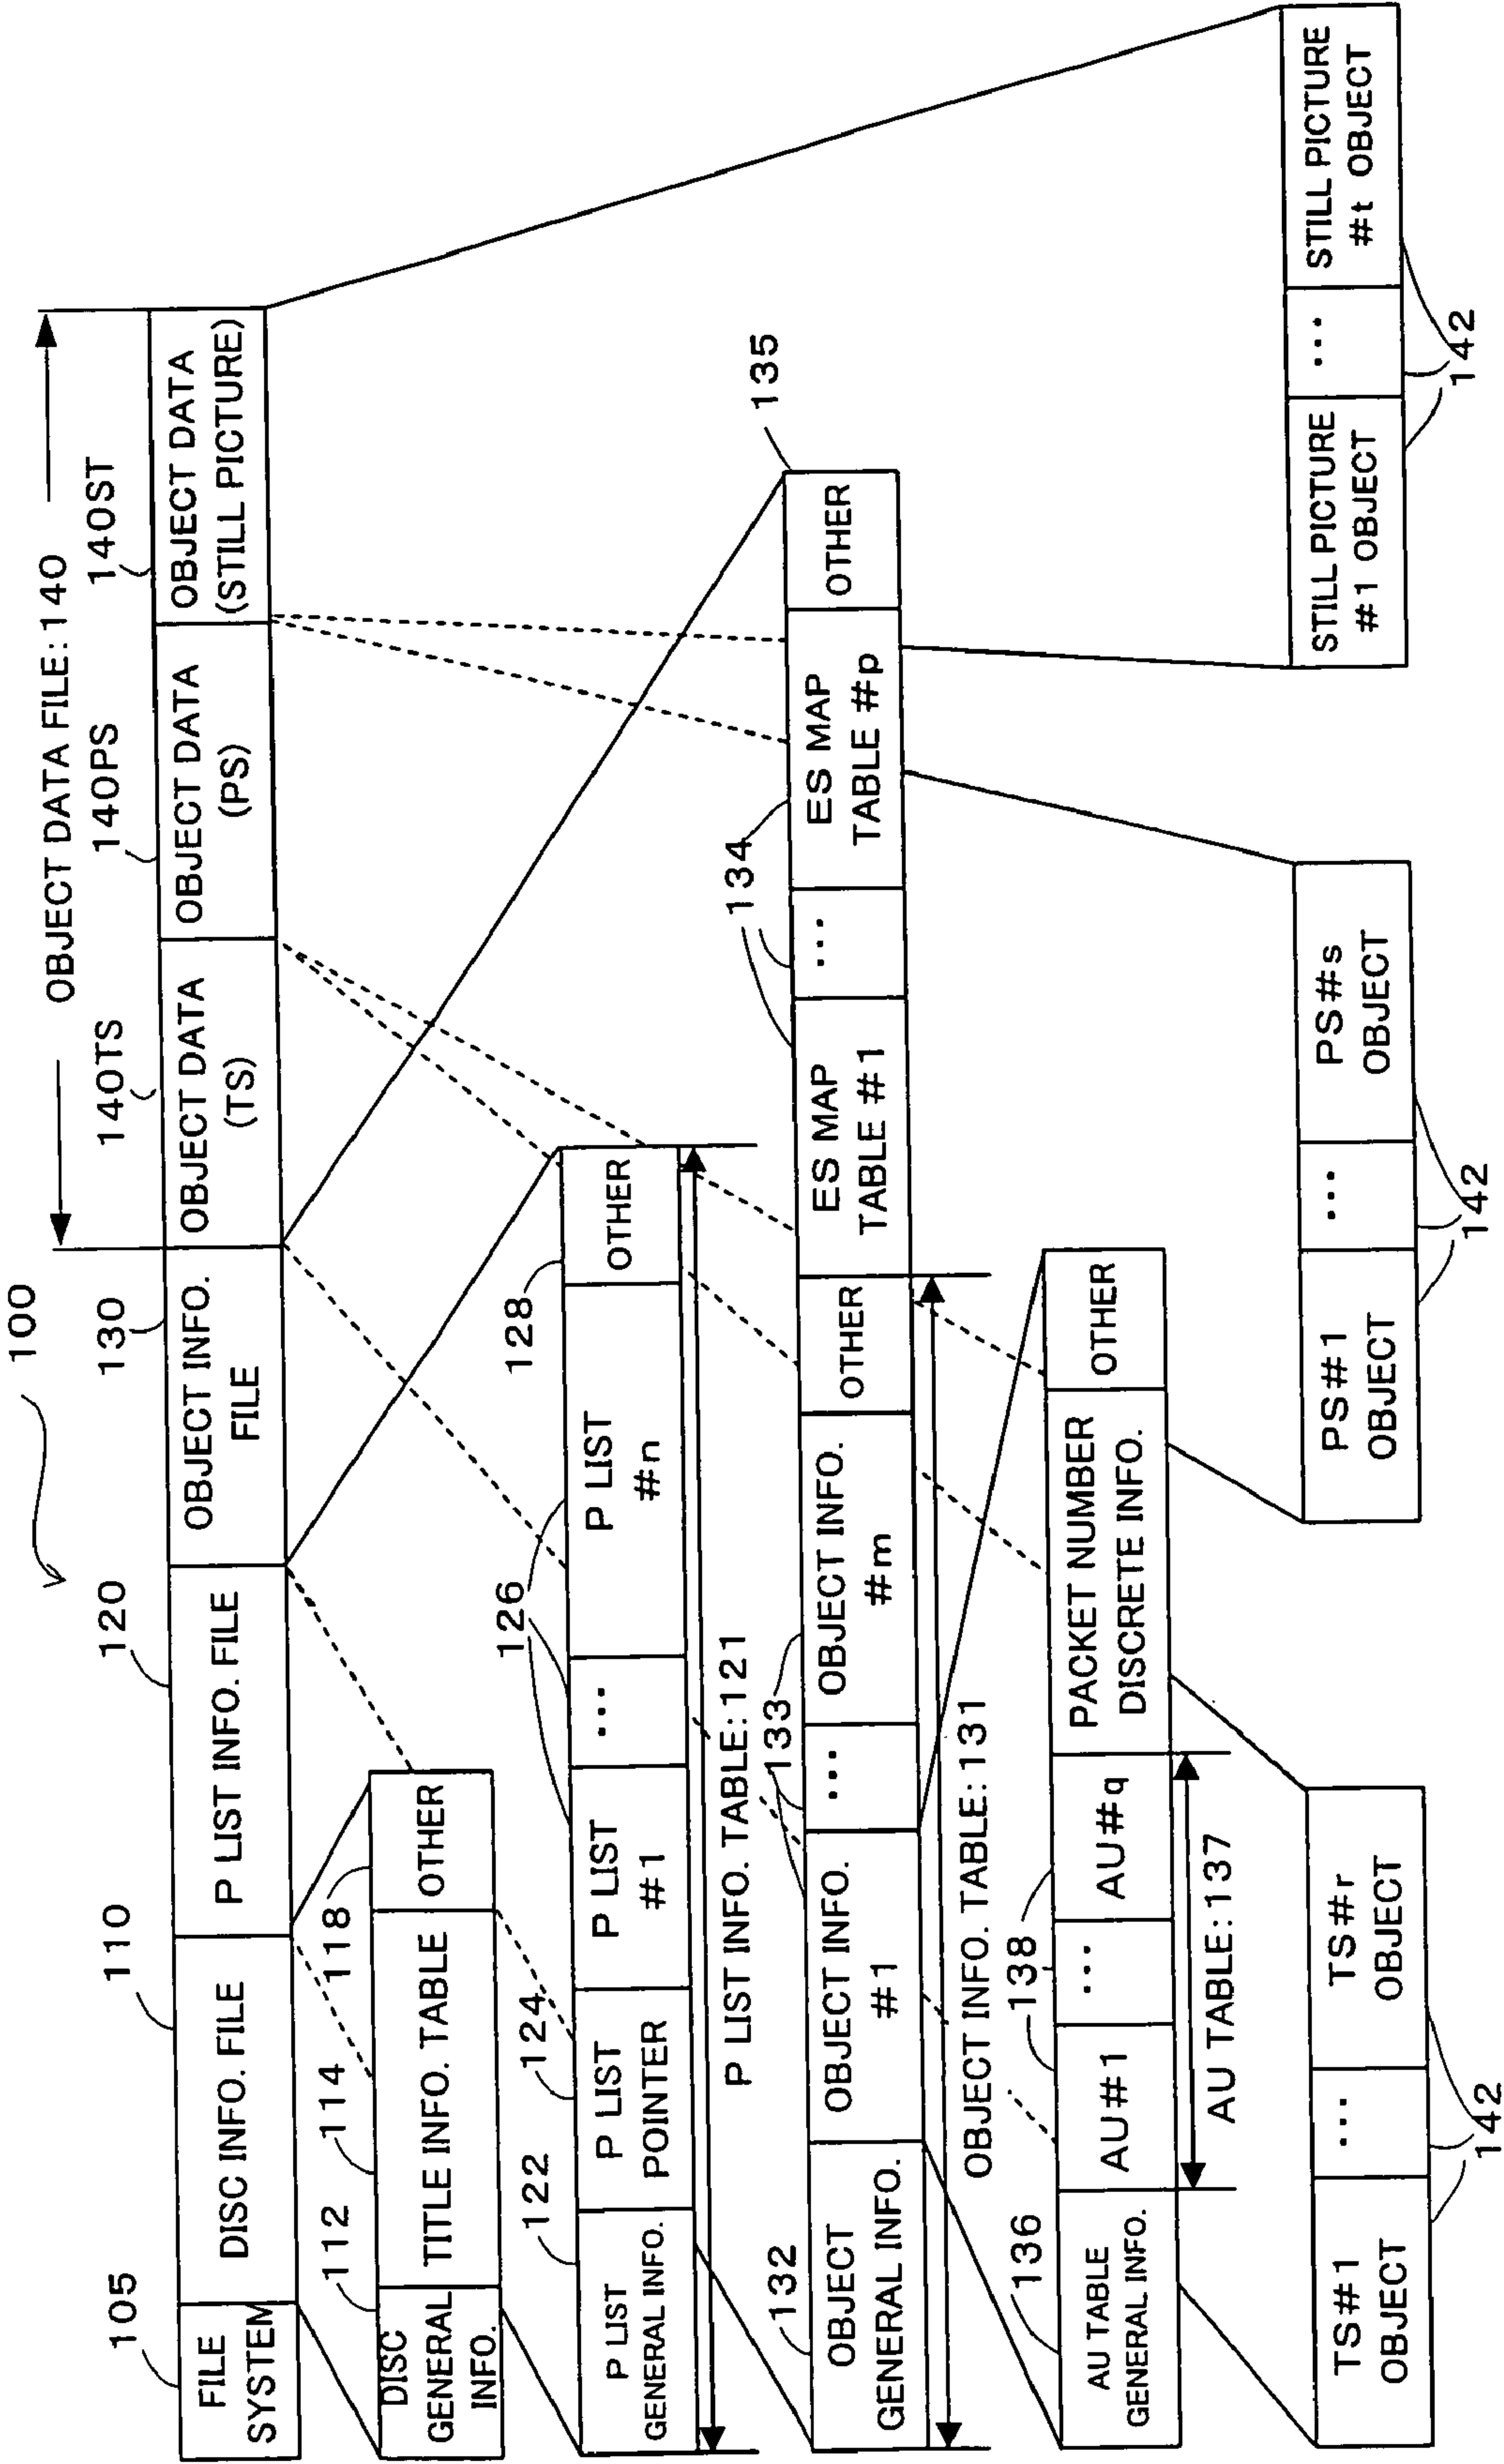 100
OBJECT DATA FILE:140
105
110
120
130
140TS
140PS
140ST
FILE
SYSTEM
DISC INFO. FILE
P LIST INFO. FILE
OBJECT INFO.
FILE
OBJECT DATA
(TS)
OBJECT DATA
(PS)
OBJECT DATA
(STILL PICTURE)
112
114
118
DISC
GENERAL
INFO.
TITLE INFO. TABLE
OTHER
122
124
126
128
P LIST
GENERAL INFO.
P LIST
POINTER
P LIST
#1
...
P LIST
#n
OTHER
P LIST INFO. TABLE:121
132
133
134
135
OBJECT
GENERAL INFO.
OBJECT INFO.
#1
...
OBJECT INFO.
#m
OTHER
ES MAP
TABLE #1
...
ES MAP
TABLE #p
OTHER
OBJECT INFO. TABLE:131
136
138
AU TABLE
GENERAL INFO.
AU#1
...
AU#q
PACKET NUMBER
DISCRETE INFO.
OTHER
AU TABLE:137
TS#1
OBJECT
...
TS#r
OBJECT
142
PS#1
OBJECT
...
PS#s
OBJECT
142
STILL PICTURE
#1 OBJECT
...
STILL PICTURE
#t OBJECT
142